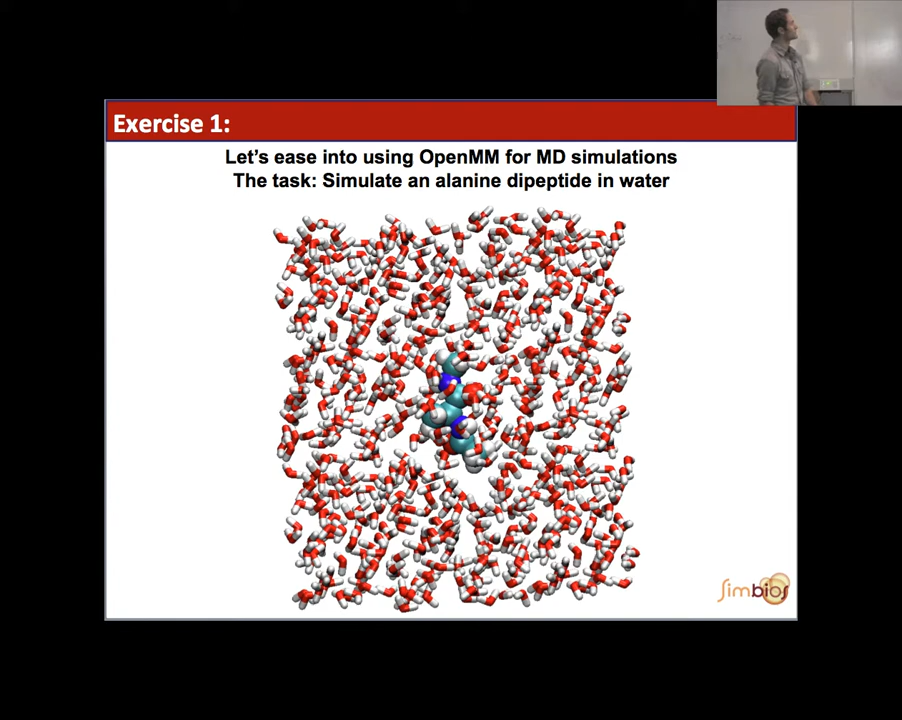 Exercise 1:
Let's ease into using OpenMM for MD simulations
The task: Simulate an alanine dipeptide in water
Simbios